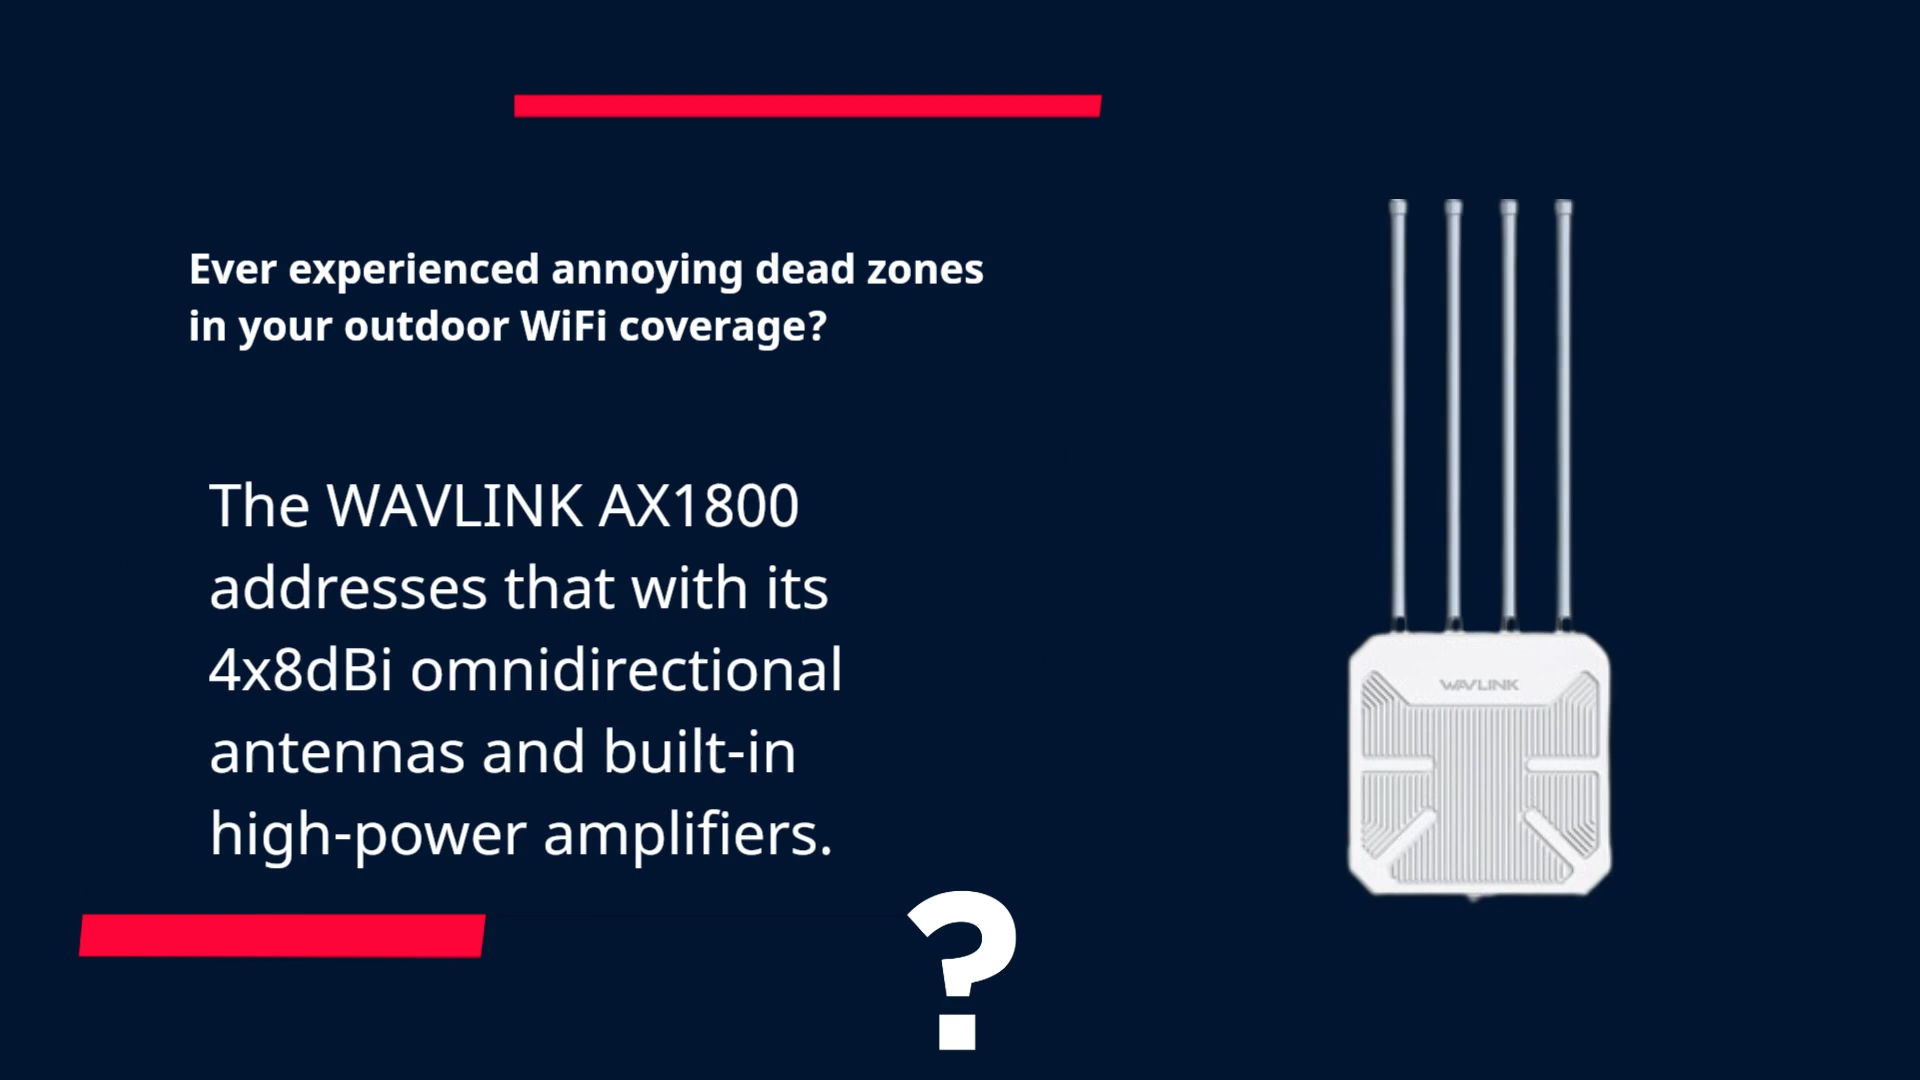 Ever experienced annoying dead zones
in your outdoor WiFi coverage?
The WAVLINK AX1800
addresses that with its
4x8dBi omnidirectional
antennas and built-in
high-power amplifiers.
?
WAVLINK